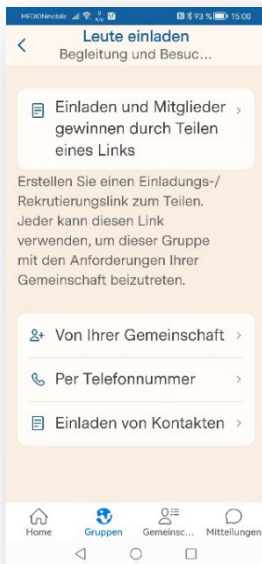 MEDIONmobile 93 % 15:00
Leute einladen
Begleitung und Besuc...
Einladen und Mitglieder
gewinnen durch Teilen
eines Links
Erstellen Sie einen Einladungs-/
Rekrutierungslink zum Teilen.
Jeder kann diesen Link
verwenden, um dieser Gruppe
mit den Anforderungen Ihrer
Gemeinschaft beizutreten.
Von Ihrer Gemeinschaft
Per Telefonnummer
Einladen von Kontakten
Home Gruppen Gemeinsc... Mitteilungen